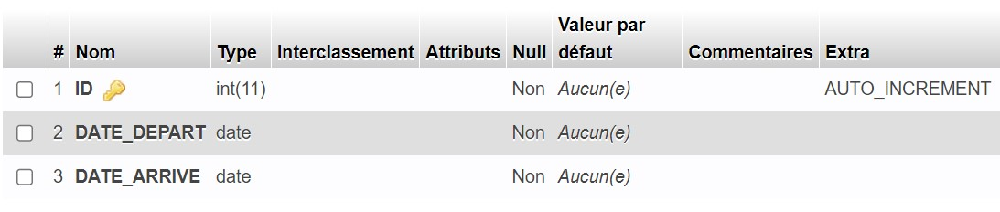 # Nom Type Interclassement Attributs Null Valeur par défaut Commentaires Extra
1 ID int(11) Non Aucun(e) AUTO_INCREMENT
2 DATE_DEPART date Non Aucun(e)
3 DATE_ARRIVE date Non Aucun(e)